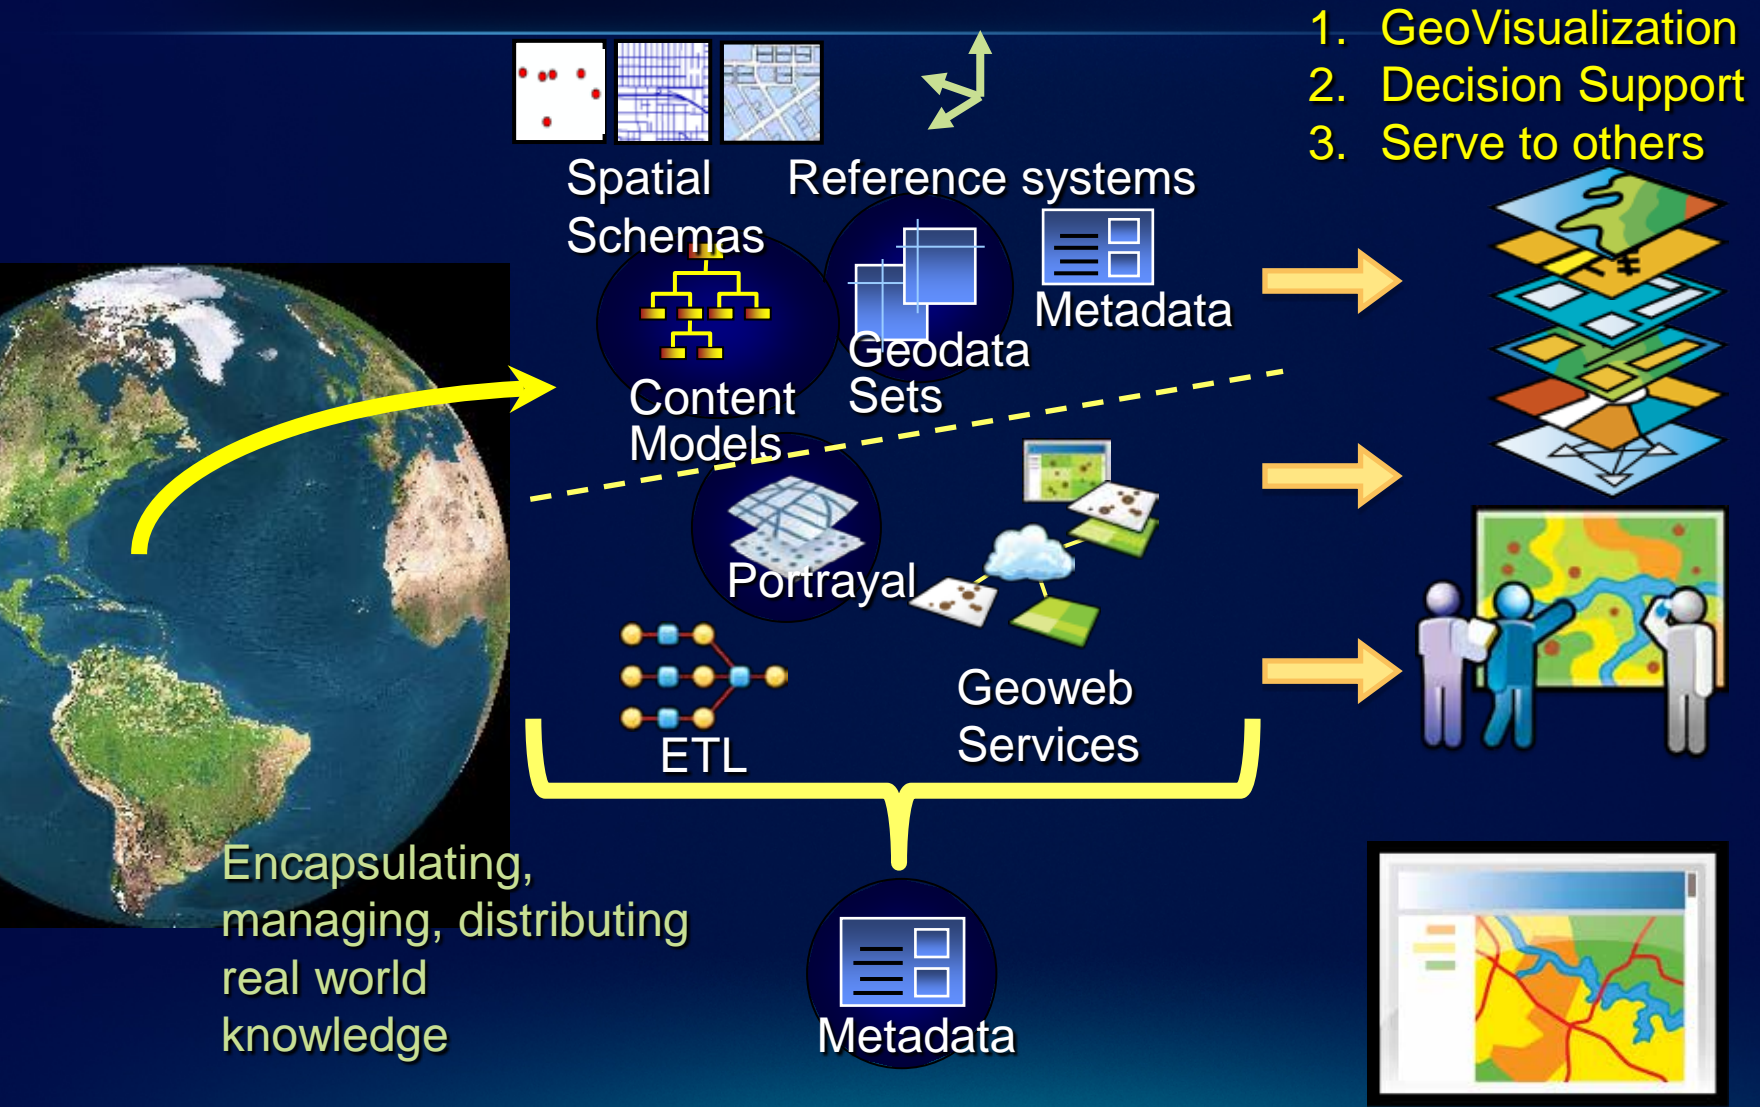 1. GeoVisualization
2. Decision Support
3. Serve to others
Spatial
Schemas
Reference systems
Metadata
Geodata
Sets
Content
Models
Portrayal
Geoweb
Services
ETL
Encapsulating,
managing, distributing
real world
knowledge
Metadata